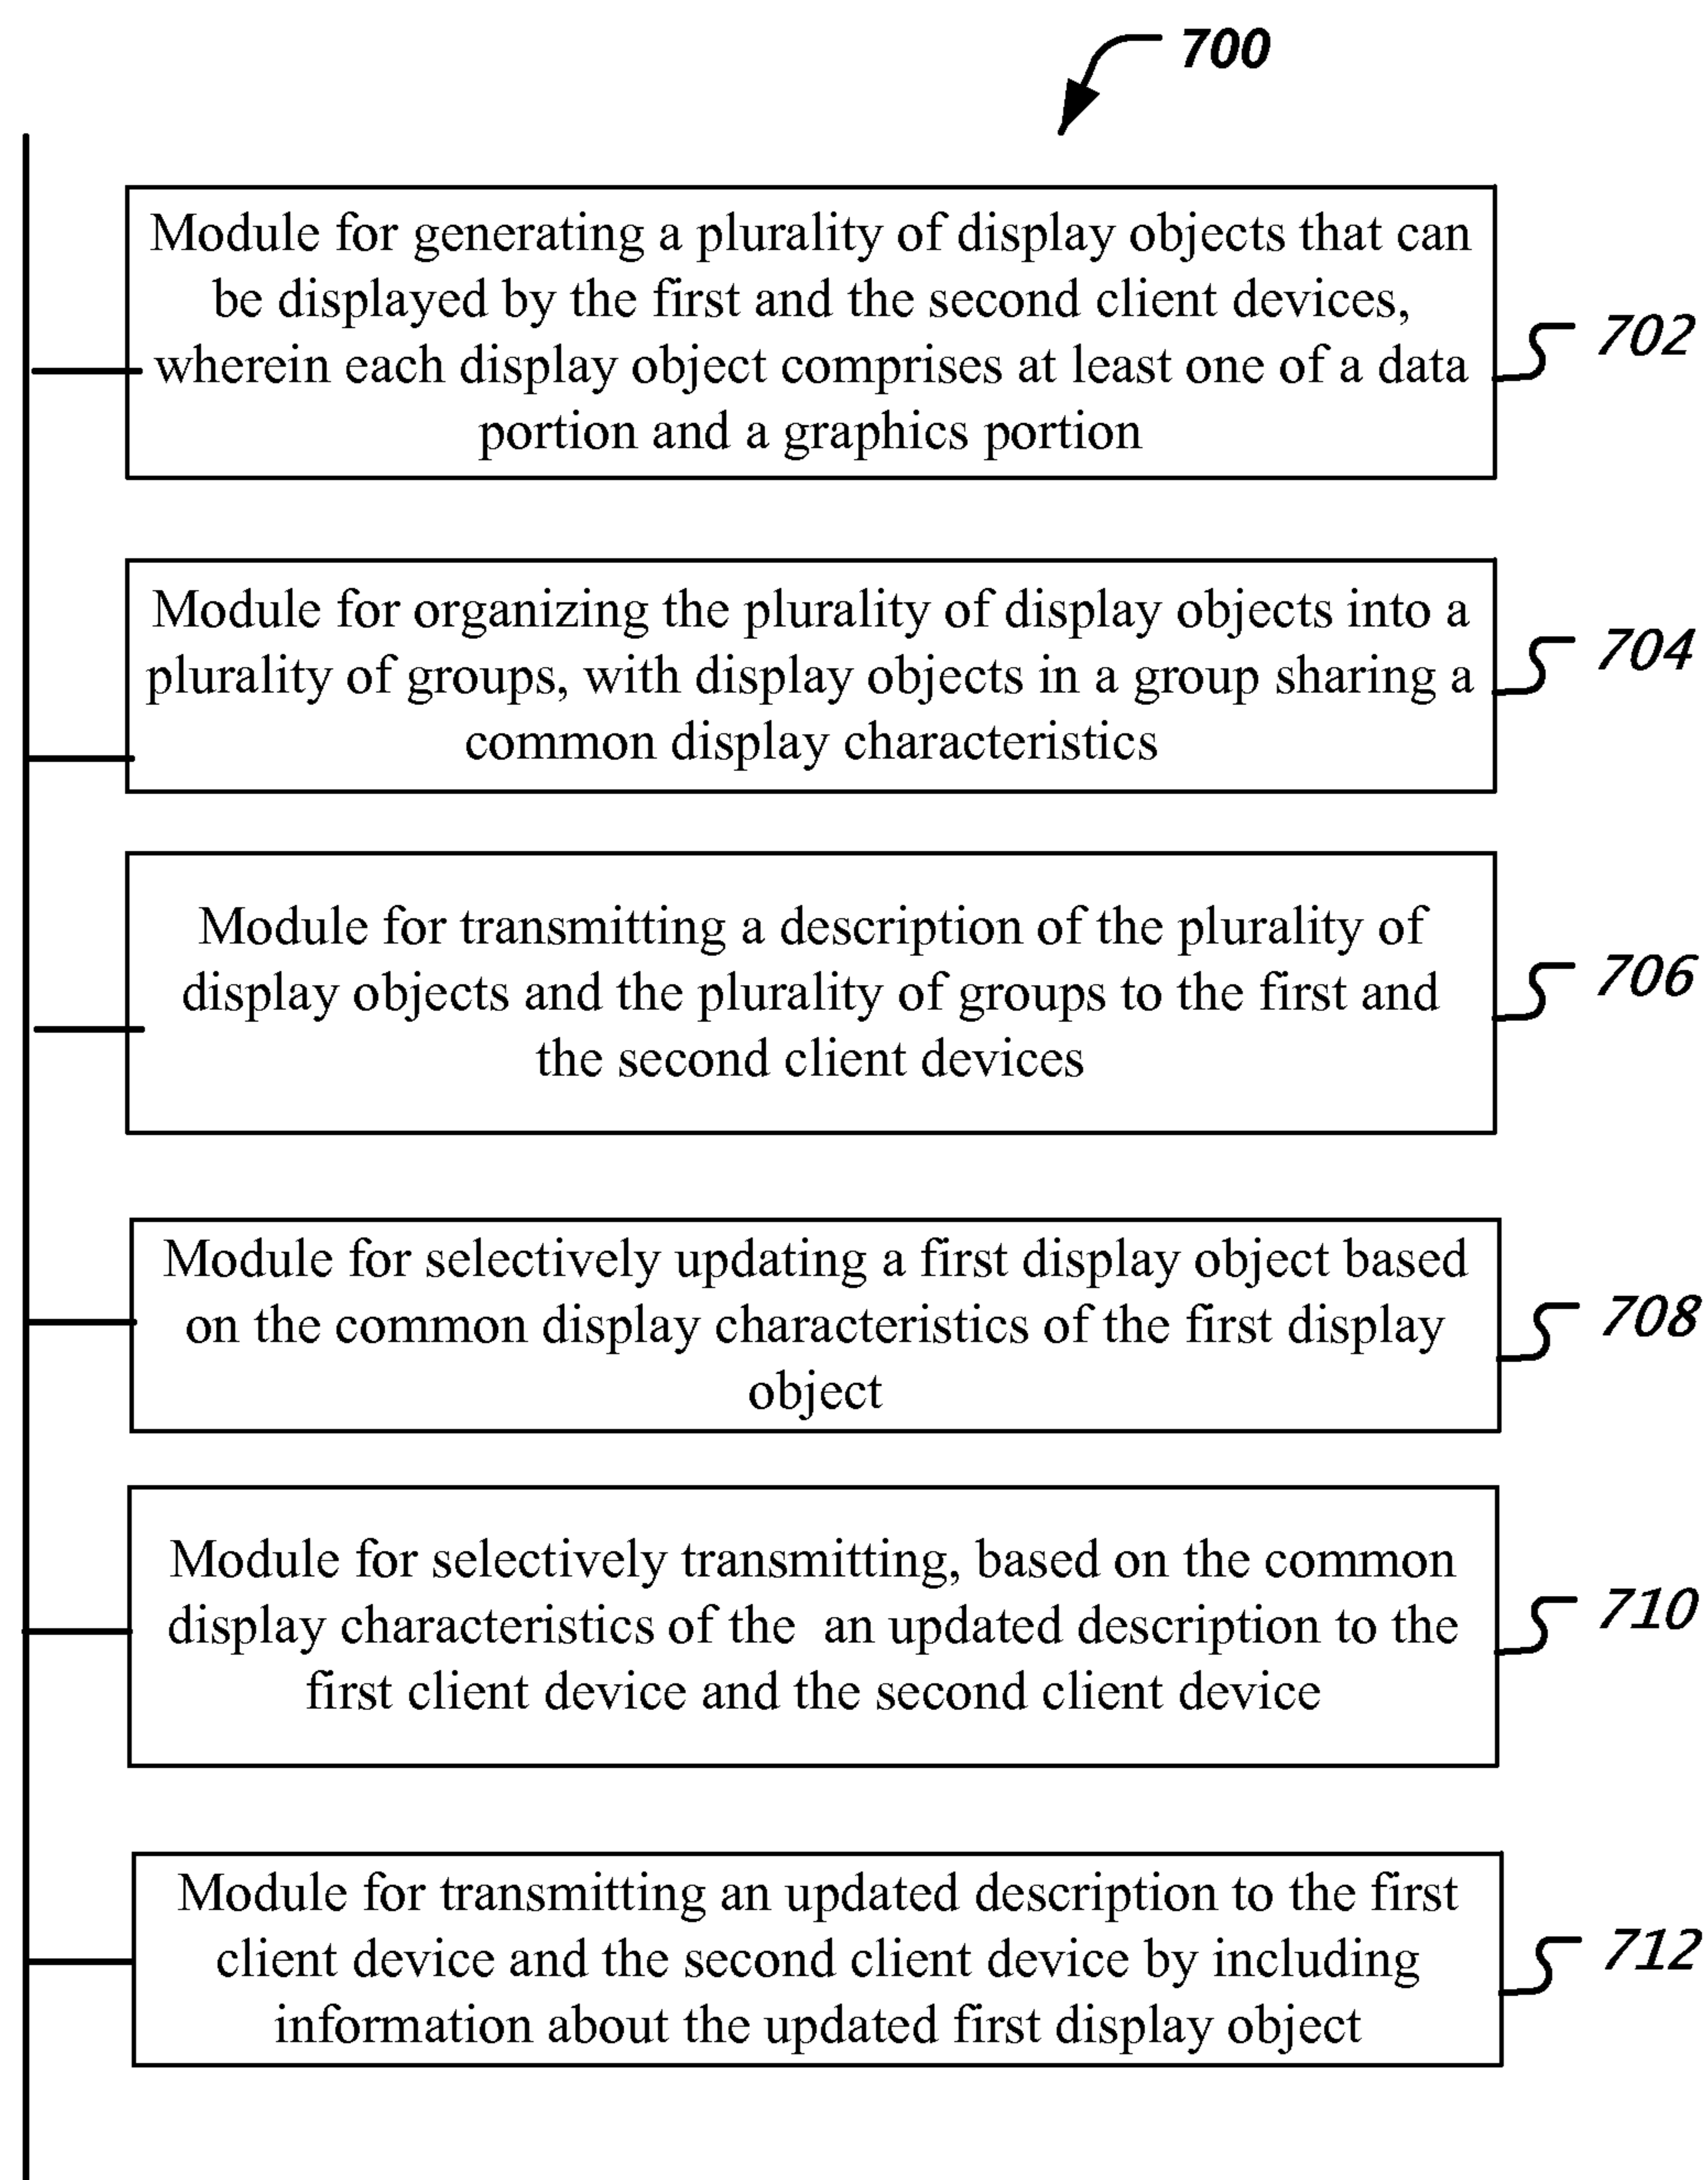 700
Module for generating a plurality of display objects that can
be displayed by the first and the second client devices,
wherein each display object comprises at least one of a data
portion and a graphics portion
702
Module for organizing the plurality of display objects into a
plurality of groups, with display objects in a group sharing a
common display characteristics
704
Module for transmitting a description of the plurality of
display objects and the plurality of groups to the first and
the second client devices
706
Module for selectively updating a first display object based
on the common display characteristics of the first display
object
708
Module for selectively transmitting, based on the common
display characteristics of the  an updated description to the
first client device and the second client device
710
Module for transmitting an updated description to the first
client device and the second client device by including
information about the updated first display object
712